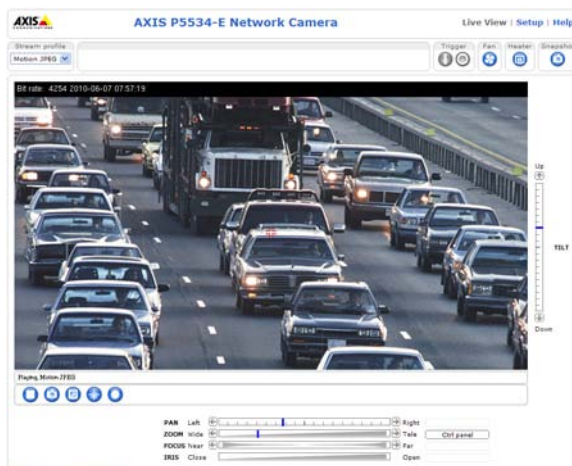 AXIS
COMMUNICATIONS
AXIS P5534-E Network Camera
Live View | Setup | Help
Stream profile
Motion JPEG
Trigger
Fan
Heater
Snapshot
Bit rate: 4254 2010-06-07 07:57:19
Up
TILT
Down
Playing, Motion JPEG
PAN Left Right
ZOOM Wide Tele Ctrl panel
FOCUS Near Far
IRIS Close Open